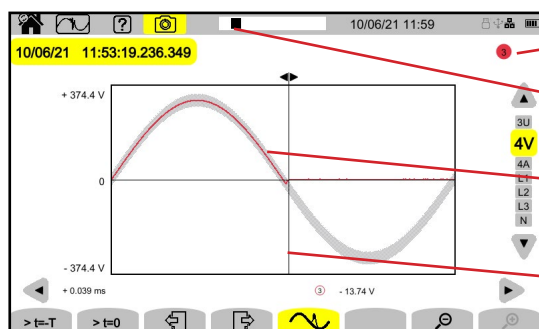 10/06/21 11:59
10/06/21 11:53:19.236.349
3
+ 374.4 V
0
- 374.4 V
3U
4V
4A
L1
L2
L3
N
+ 0.039 ms
3 - 13.74 V
> t=-T
> t=0